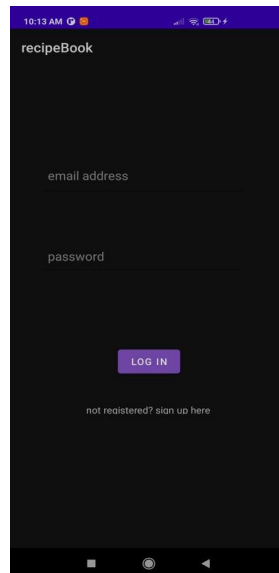 10:13 AM
recipeBook
email address
password
LOG IN
not registered? sign up here